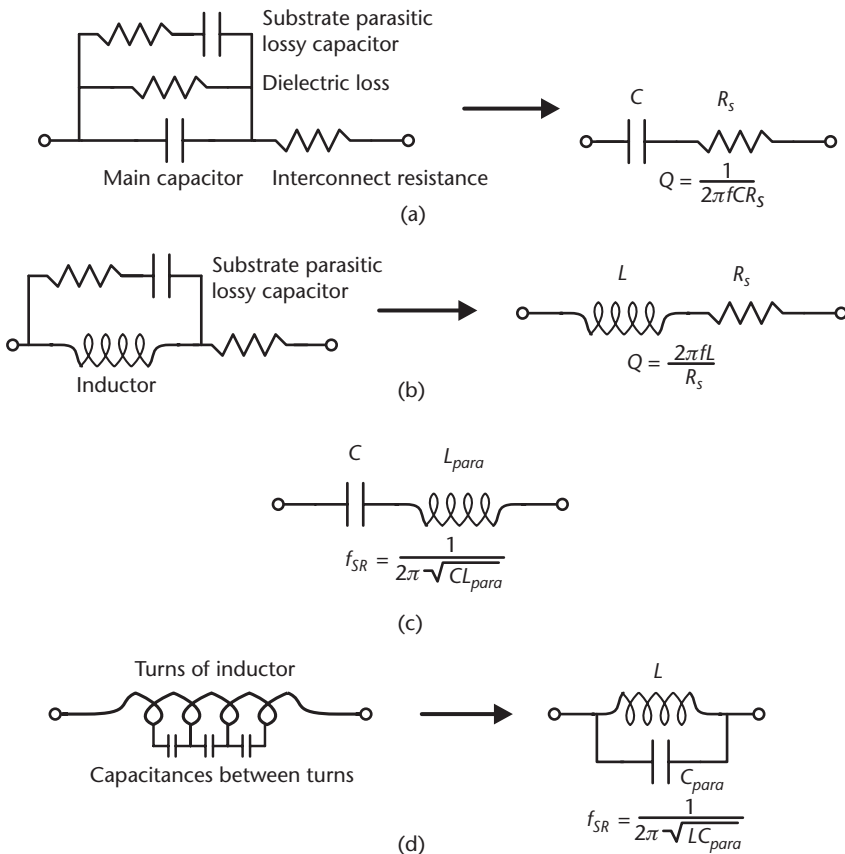 Substrate parasitic
lossy capacitor
Dielectric loss
Main capacitor
Interconnect resistance
C
R_s
Q = 1 / 2πfCR_s
(a)
Substrate parasitic
lossy capacitor
Inductor
L
R_s
Q = 2πfL / R_s
(b)
C
L_para
f_SR = 1 / 2π√CL_para
(c)
Turns of inductor
Capacitances between turns
L
C_para
f_SR = 1 / 2π√LC_para
(d)